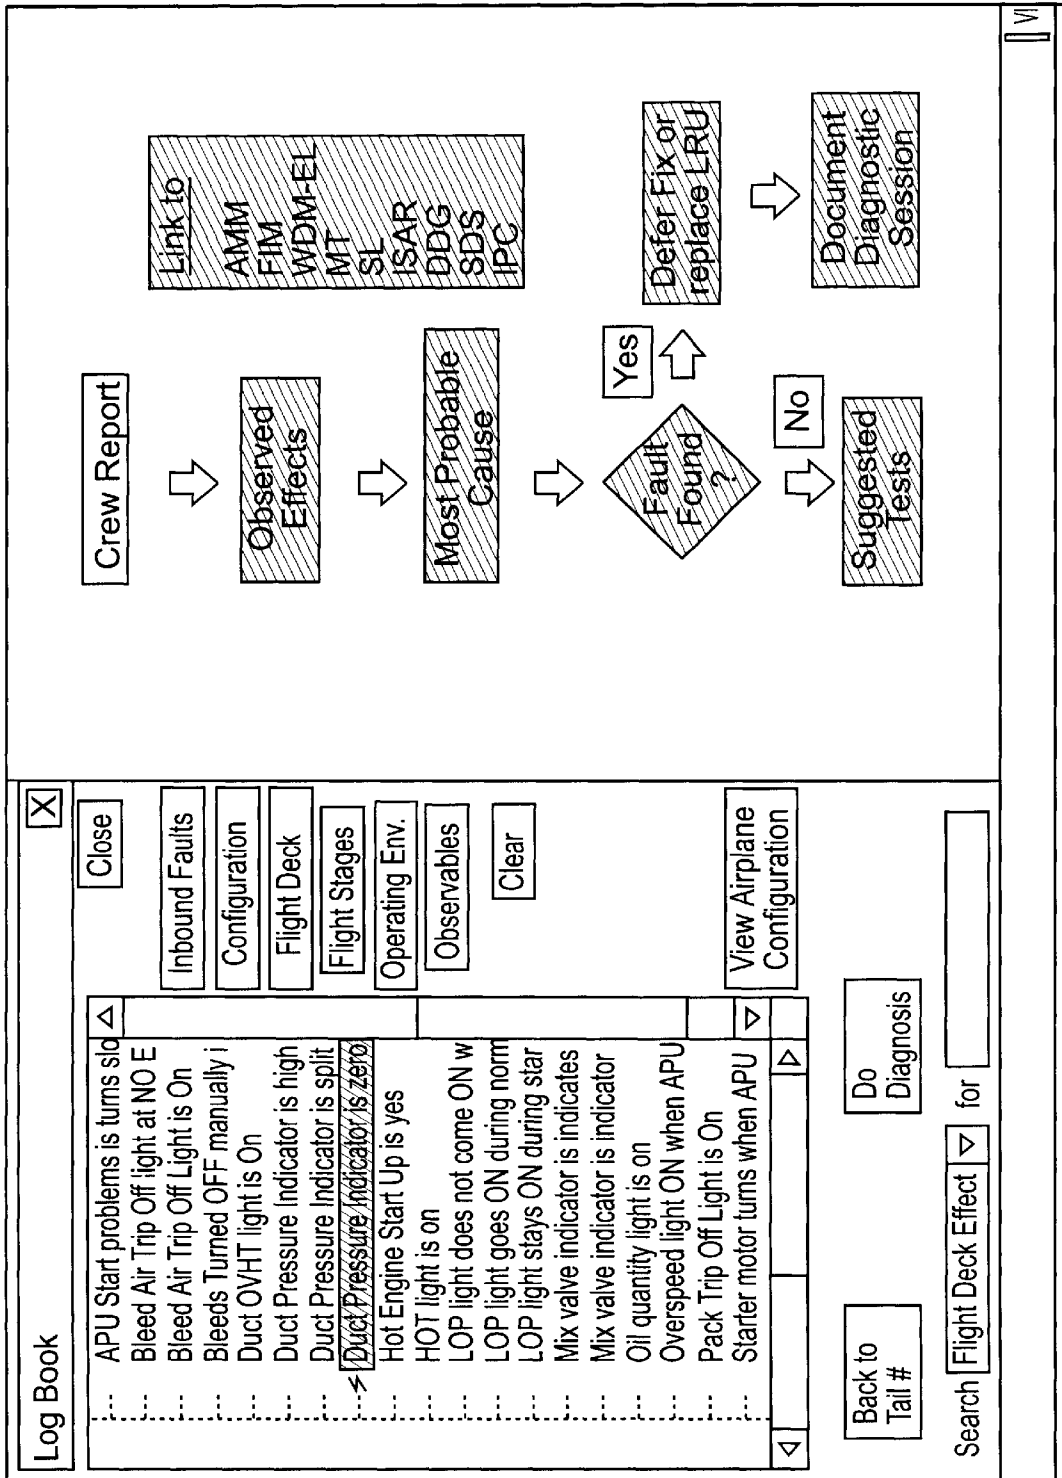 Log Book
X
Close
APU Start problems is turns slo
Bleed Air Trip Off light at NO E
Bleed Air Trip Off Light is On
Bleeds Turned OFF manually i
Duct OVHT light is On
Duct Pressure Indicator is high
Duct Pressure Indicator is split
Duct Pressure Indicator is zero
Hot Engine Start Up is yes
HOT light is on
LOP light does not come ON w
LOP light goes ON during norm
LOP light stays ON during star
Mix valve indicator is indicates
Mix valve indicator is indicator
Oil quantity light is on
Overspeed light ON when APU
Pack Trip Off Light is On
Starter motor turns when APU
Inbound Faults
Configuration
Flight Deck
Flight Stages
Operating Env.
Observables
Clear
View Airplane
Configuration
Back to
Tail #
Do
Diagnosis
Search Flight Deck Effect for
Crew Report
Observed
Effects
Most Probable
Cause
Fault
Found
?
Yes
No
Suggested
Tests
Defer Fix or
replace LRU
Document
Diagnostic
Session
Link to
AMM
FIM
WDM-EL
MT
SL
ISAR
DDG
SDS
IPC